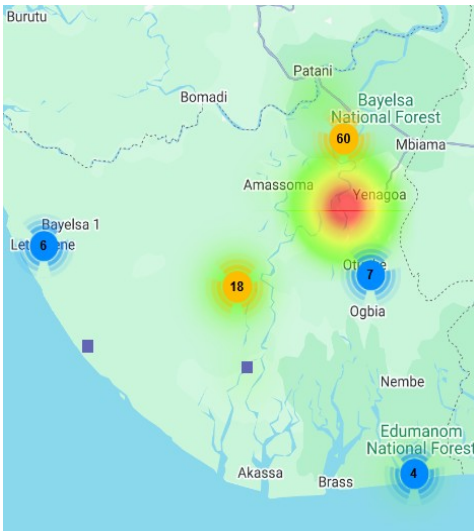 Burutu
Patani
Bomadi
Bayelsa
National Forest
60
Mbiama
Amassoma
Yenagoa
Bayelsa 1
6
7
18
Ogbia
Nembe
Edumanom
National Forest
Akassa
4
Brass